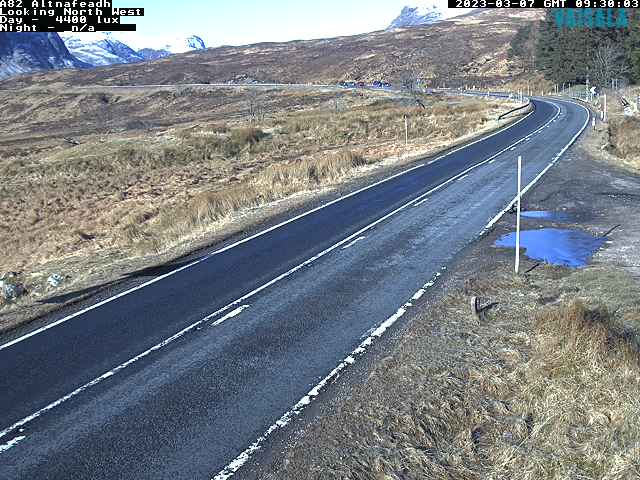 A82 Altnafeadh
Looking North West
Day - 4400 lux
Night - n/a
2023-03-07 GMT 09:30:03
VAISALA